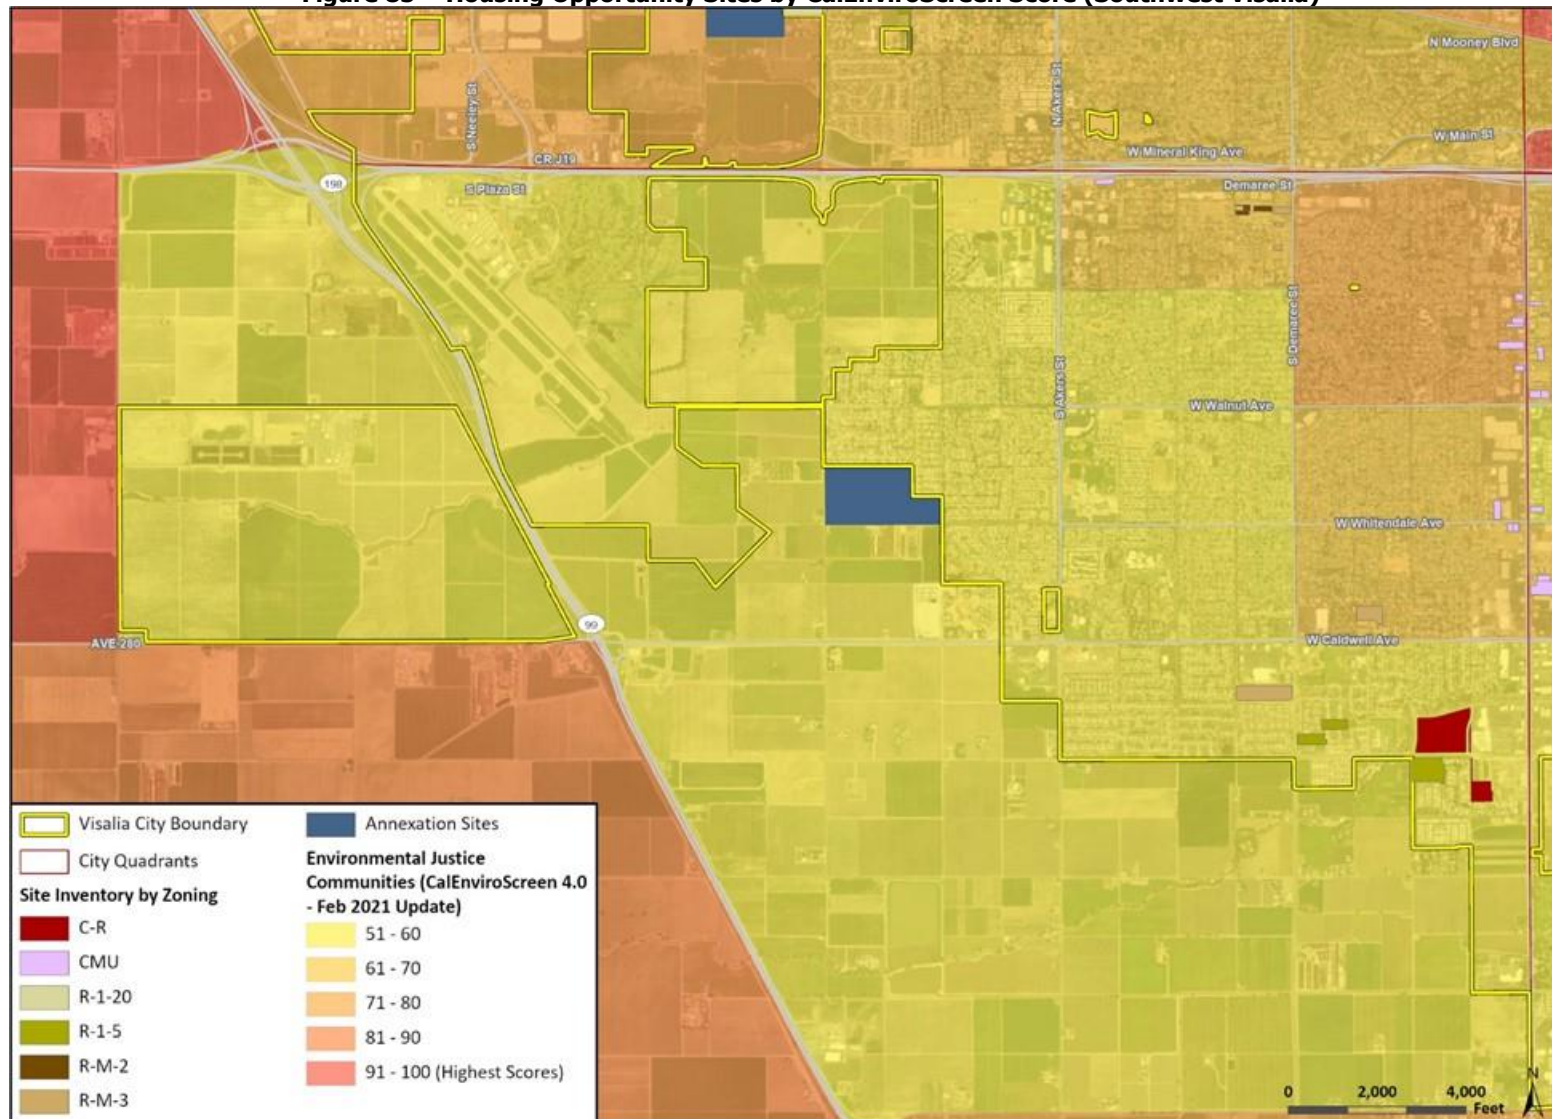 Figure 65 – Housing Opportunity Sites by CalEnviroScreen Score (Southwest Visalia)
N Mooney Blvd
N Akers St
S Neeley St
W Main St
W Mineral King Ave
CR J19
198
S Plaza St
Demaree St
S Demaree St
S Akers St
W Walnut Ave
W Whitendale Ave
99
AVE 280
W Caldwell Ave
Visalia City Boundary
City Quadrants
Site Inventory by Zoning
C-R
CMU
R-1-20
R-1-5
R-M-2
R-M-3
Annexation Sites
Environmental Justice
Communities (CalEnviroScreen 4.0
- Feb 2021 Update)
51 - 60
61 - 70
71 - 80
81 - 90
91 - 100 (Highest Scores)
N
0 2,000 4,000
Feet